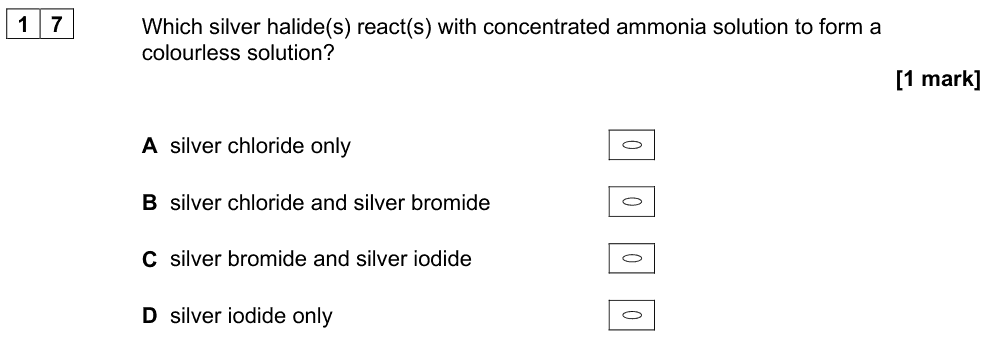 1 7 Which silver halide(s) react(s) with concentrated ammonia solution to form a
colourless solution?
[1 mark]
A silver chloride only
B silver chloride and silver bromide
C silver bromide and silver iodide
D silver iodide only